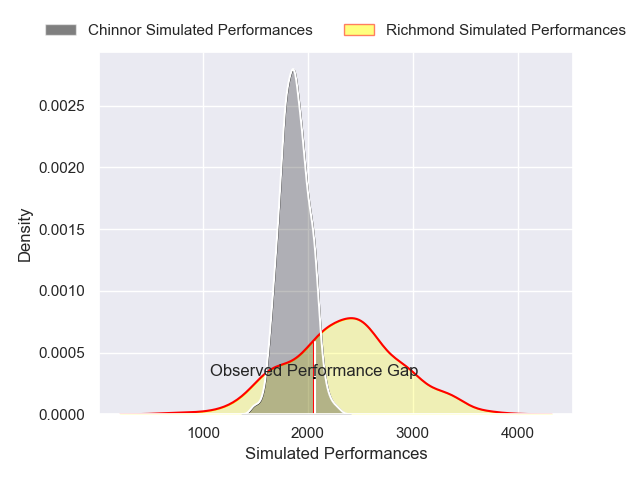 Chinnor Simulated Performances
Richmond Simulated Performances
0.0025
0.0020
0.0015
0.0010
0.0005
0.0000
Density
Observed Performance Gap
1000 2000 3000 4000
Simulated Performances